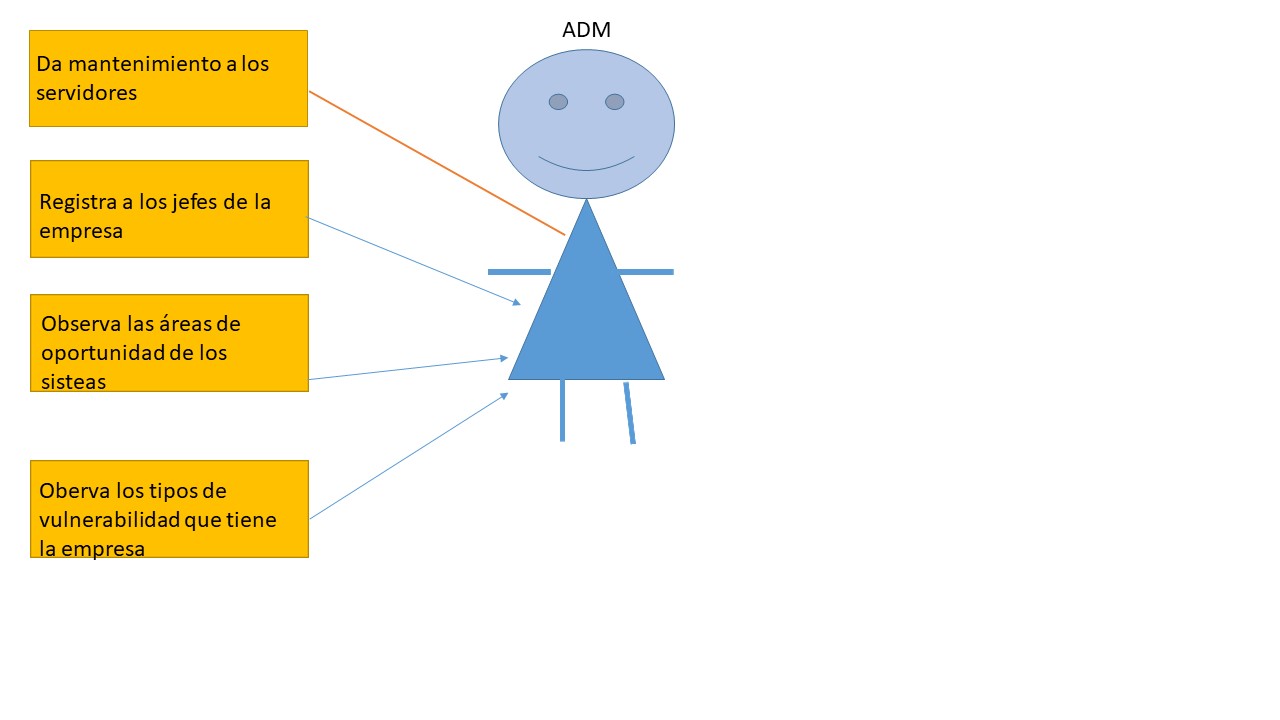 ADM
Da mantenimiento a los
servidores
Registra a los jefes de la
empresa
Observa las áreas de
oportunidad de los
sisteas
Oberva los tipos de
vulnerabilidad que tiene
la empresa